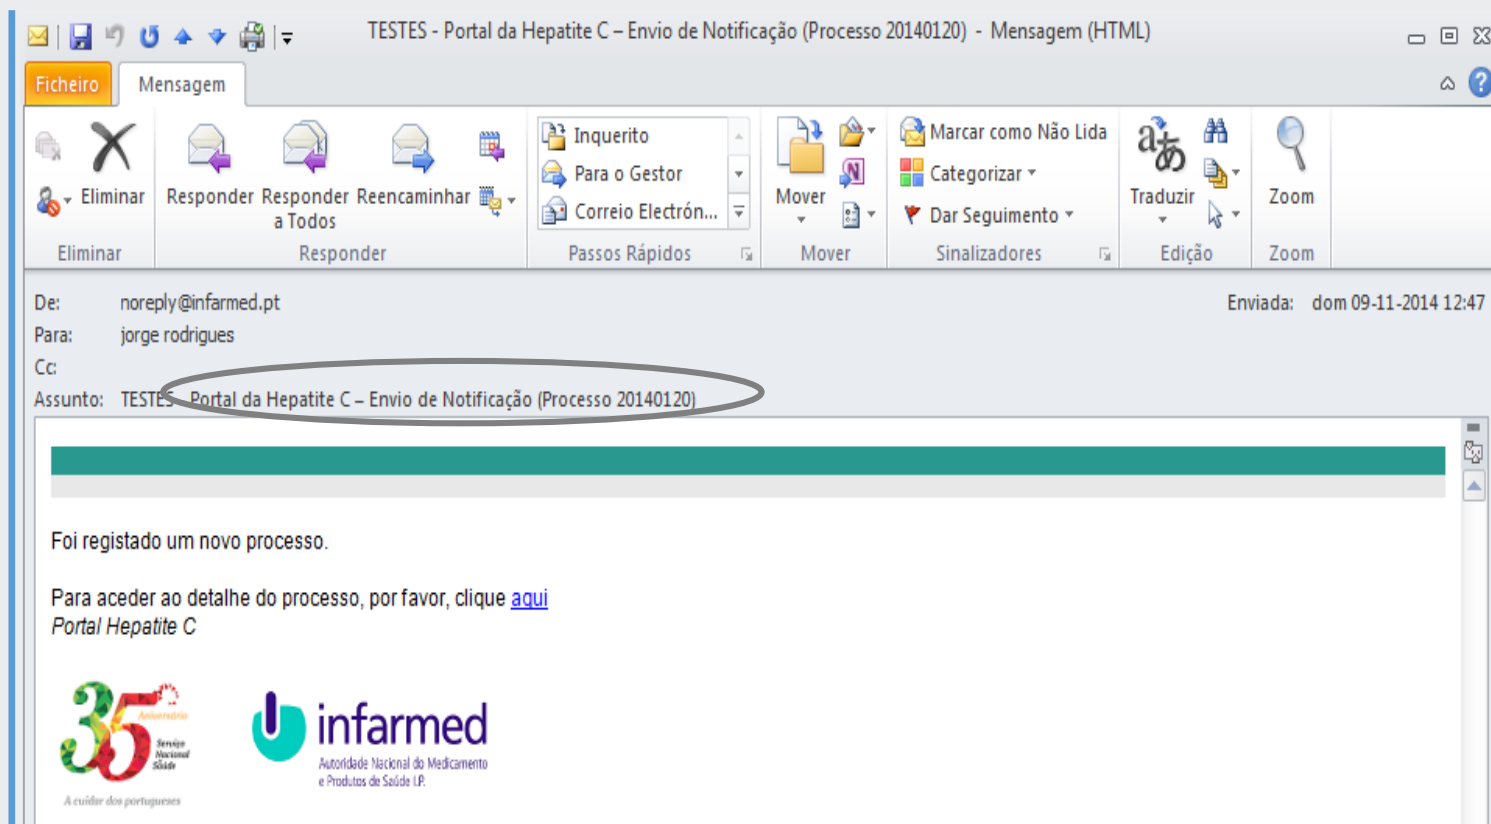 TESTES - Portal da Hepatite C – Envio de Notificação (Processo 20140120) - Mensagem (HTML)
Ficheiro Mensagem
Inquerito Marcar como Não Lida
Para o Gestor Categorizar
Eliminar Responder Responder a Todos Reencaminhar Mover Traduzir Zoom
Correio Electrón... Dar Seguimento
Eliminar Responder Passos Rápidos Mover Sinalizadores Edição Zoom
De: noreply@infarmed.pt Enviada: dom 09-11-2014 12:47
Para: jorge rodrigues
Cc:
Assunto: TESTES - Portal da Hepatite C – Envio de Notificação (Processo 20140120)
Foi registado um novo processo.
Para aceder ao detalhe do processo, por favor, clique aqui
Portal Hepatite C
35
Aniversário
Serviço
Nacional
Saúde
A cuidar dos portugueses
infarmed
Autoridade Nacional do Medicamento
e Produtos de Saúde I.P.